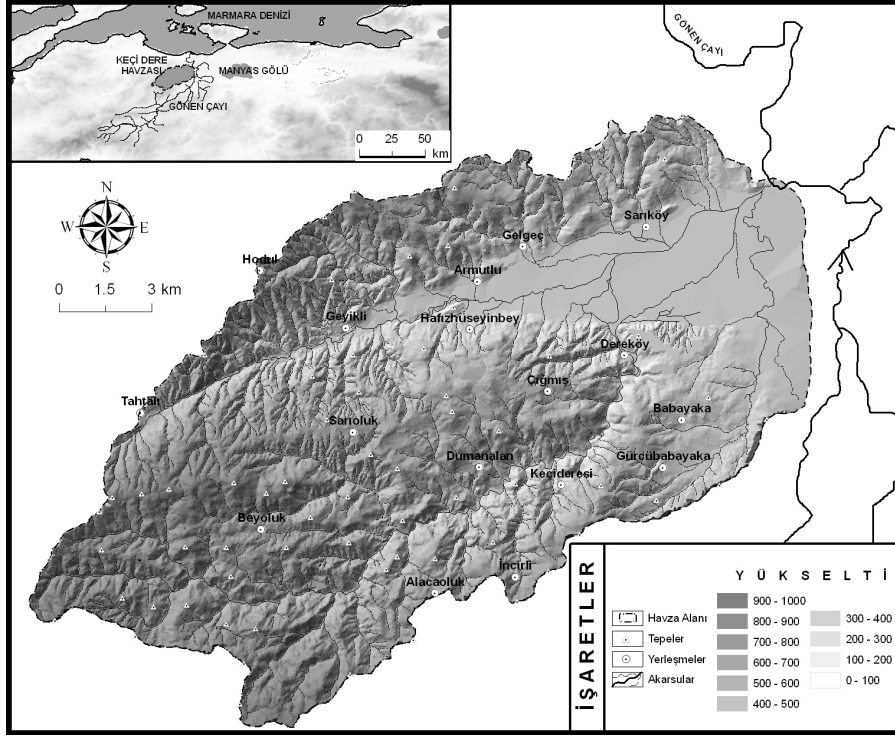 MARMARA DENİZİ
KEÇİ DERE
HAVZASI
MANYAS GÖLÜ
GÖNEN ÇAYI
0 25 50
km
GÖNEN ÇAYI
N
W E
S
0 1.5 3 km
Sarıköy
Gelgeç
Hodul
Armutlu
Geyikli
Hafızhüseyinbey
Dereköy
Çığmış
Tahtalı
Babayaka
Sarıoluk
Dumanalan
Gürcübabayaka
Keçideresi
Beyoluk
İncirli
Alacaoluk
İŞARETLER
Y Ü K S E L T İ
Havza Alanı
Tepeler
Yerleşmeler
Akarsular
900 - 1000
800 - 900
700 - 800
600 - 700
500 - 600
400 - 500
300 - 400
200 - 300
100 - 200
0 - 100